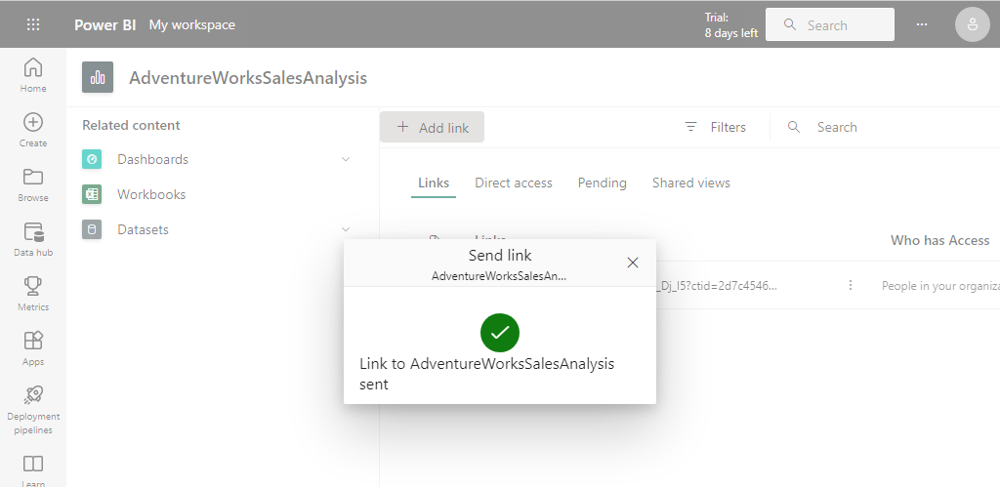 Power BI My workspace
Trial:
8 days left
Search
Home
Create
Browse
Data hub
Metrics
Apps
Deployment
pipelines
Learn
AdventureWorksSalesAnalysis
Related content
Dashboards
Workbooks
Datasets
Add link
Filters
Search
Links
Direct access
Pending
Shared views
Links
Who has Access
_Dj_I5?ctid=2d7c4546...
People in your organiza
Send link
AdventureWorksSalesAn...
Link to AdventureWorksSalesAnalysis
sent